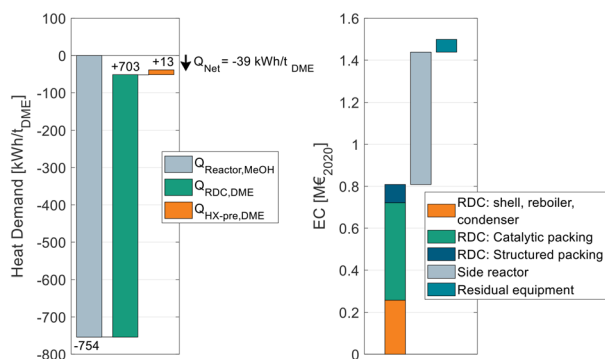 100
0
-100
-200
-300
-400
-500
-600
-700
-800
Heat Demand [kWh/t_DME]
+703
+13
-754
Q_Net = -39 kWh/t _DME
Q_Reactor,MeOH
Q_RDC,DME
Q_HX-pre,DME
1.6
1.4
1.2
1
0.8
0.6
0.4
0.2
0
EC [M€_2020]
RDC: shell, reboiler,
condenser
RDC: Catalytic packing
RDC: Structured packing
Side reactor
Residual equipment